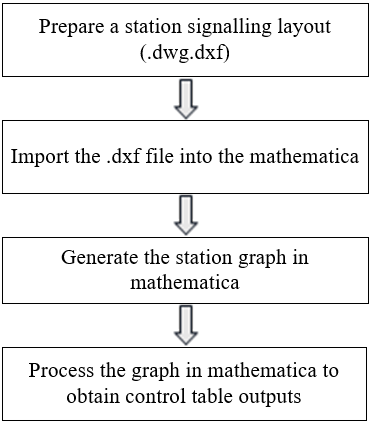 Prepare a station signalling layout
(.dwg.dxf)
Import the .dxf file into the mathematica
Generate the station graph in
mathematica
Process the graph in mathematica to
obtain control table outputs